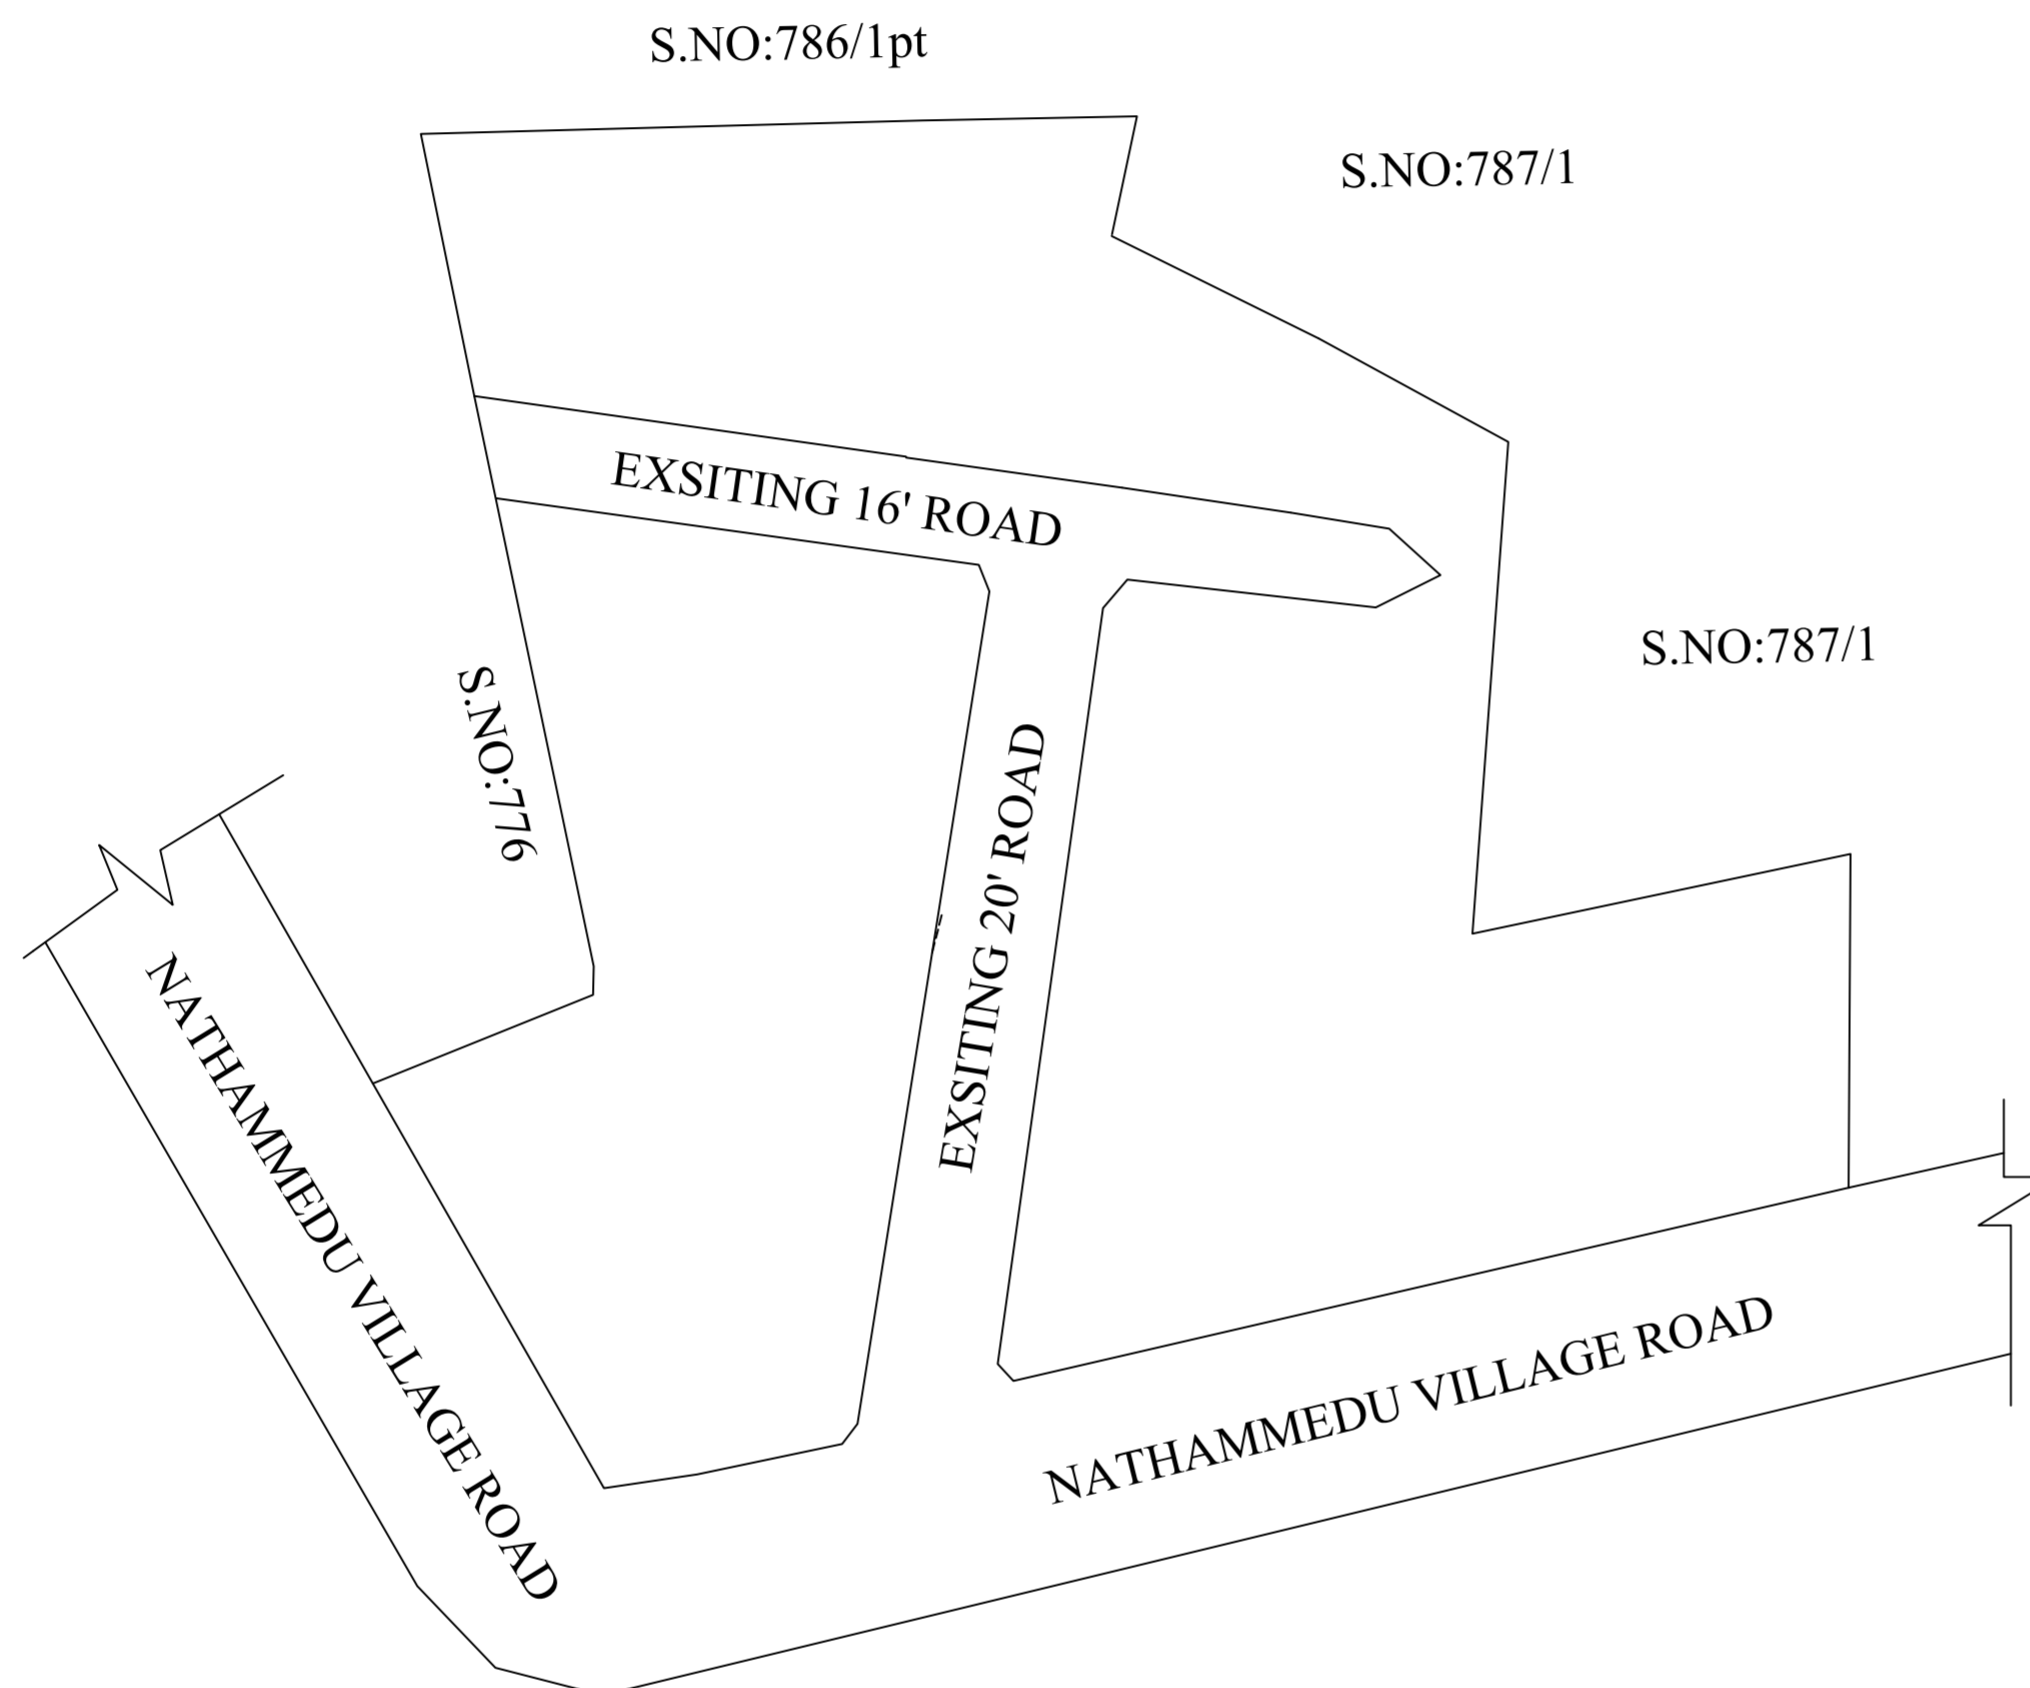 S.NO:786/1pt
S.NO:787/1
EXSITING 16' ROAD
S.NO:787/1
S.NO:776
EXSITING 20' ROAD
NATHAMMEDU VILLAGE ROAD
NATHAMMEDU VILLAGE ROAD